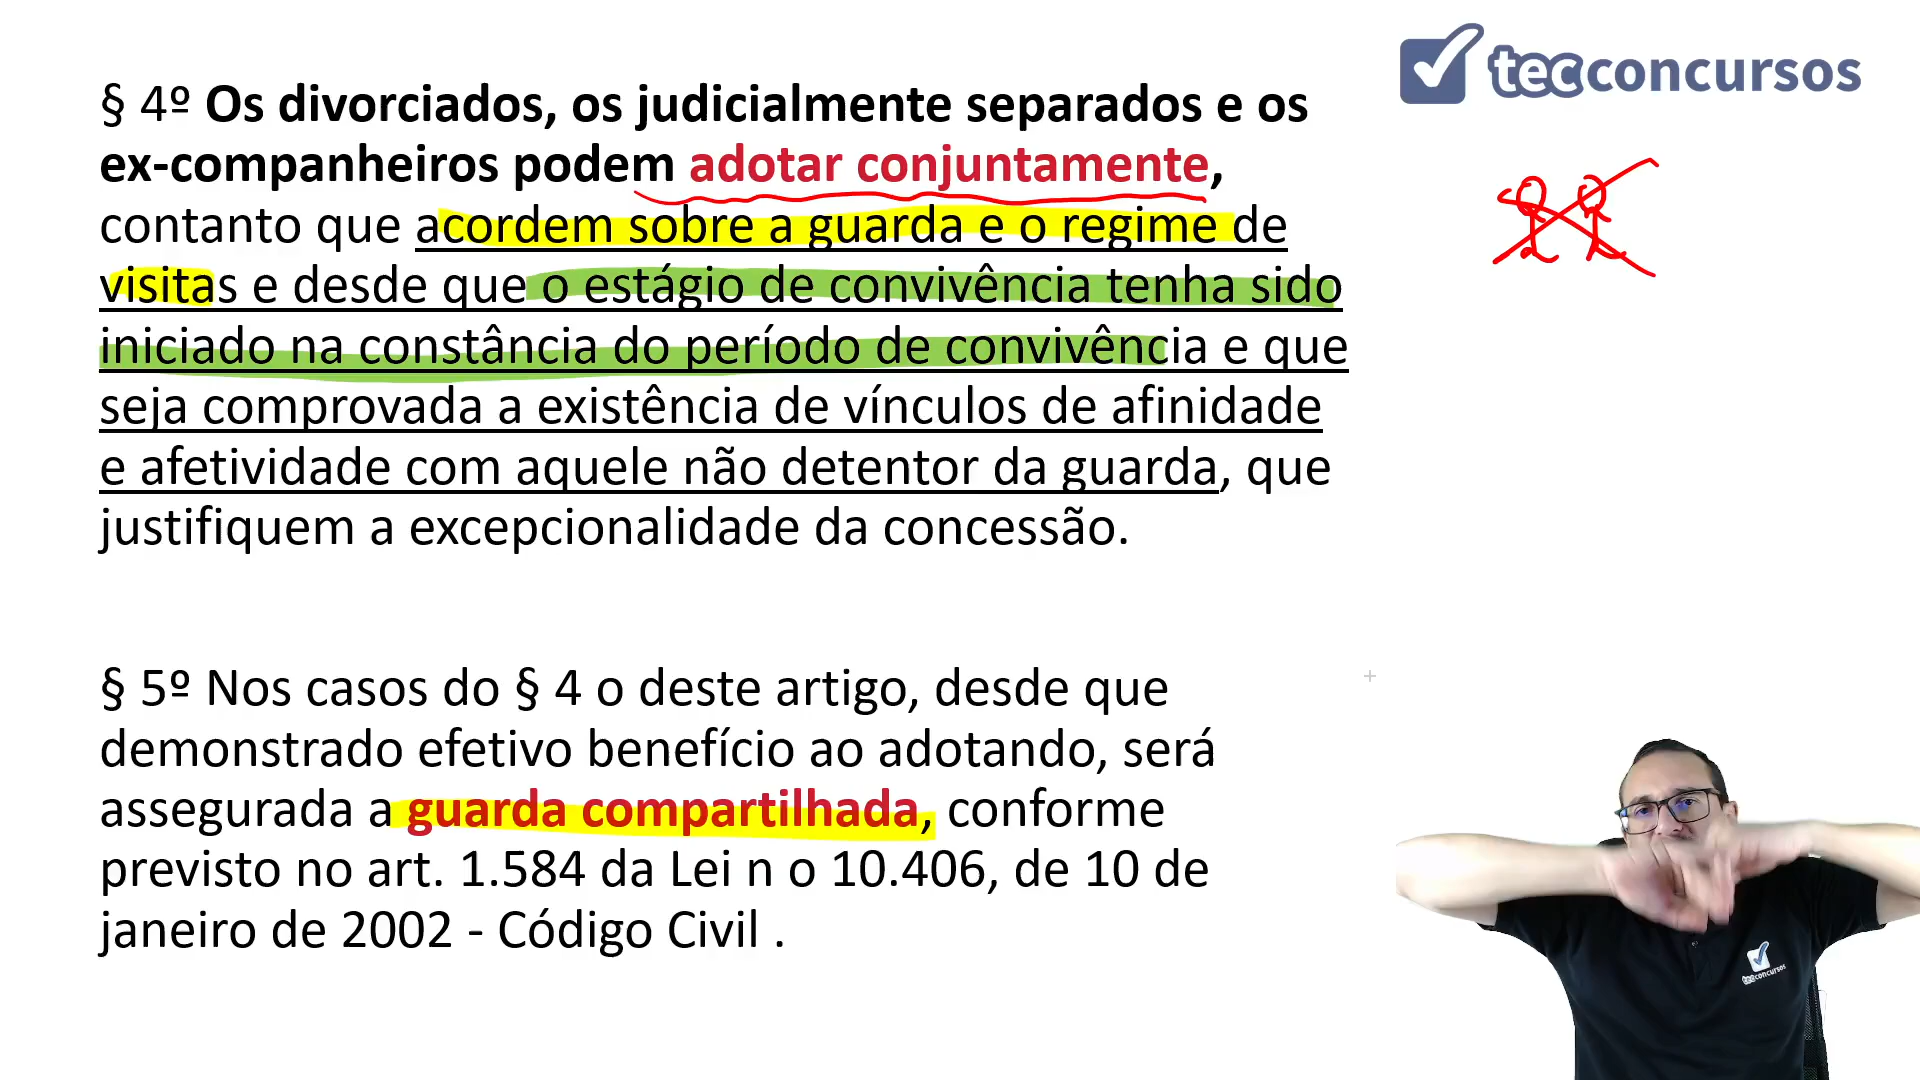 tecconcursos
§ 4º Os divorciados, os judicialmente separados e os
ex-companheiros podem adotar conjuntamente,
contanto que acordem sobre a guarda e o regime de
visitas e desde que o estágio de convivência tenha sido
iniciado na constância do período de convivência e que
seja comprovada a existência de vínculos de afinidade
e afetividade com aquele não detentor da guarda, que
justifiquem a excepcionalidade da concessão.
§ 5º Nos casos do § 4 o deste artigo, desde que
demonstrado efetivo benefício ao adotando, será
assegurada a guarda compartilhada, conforme
previsto no art. 1.584 da Lei n o 10.406, de 10 de
janeiro de 2002 - Código Civil .
tecconcursos